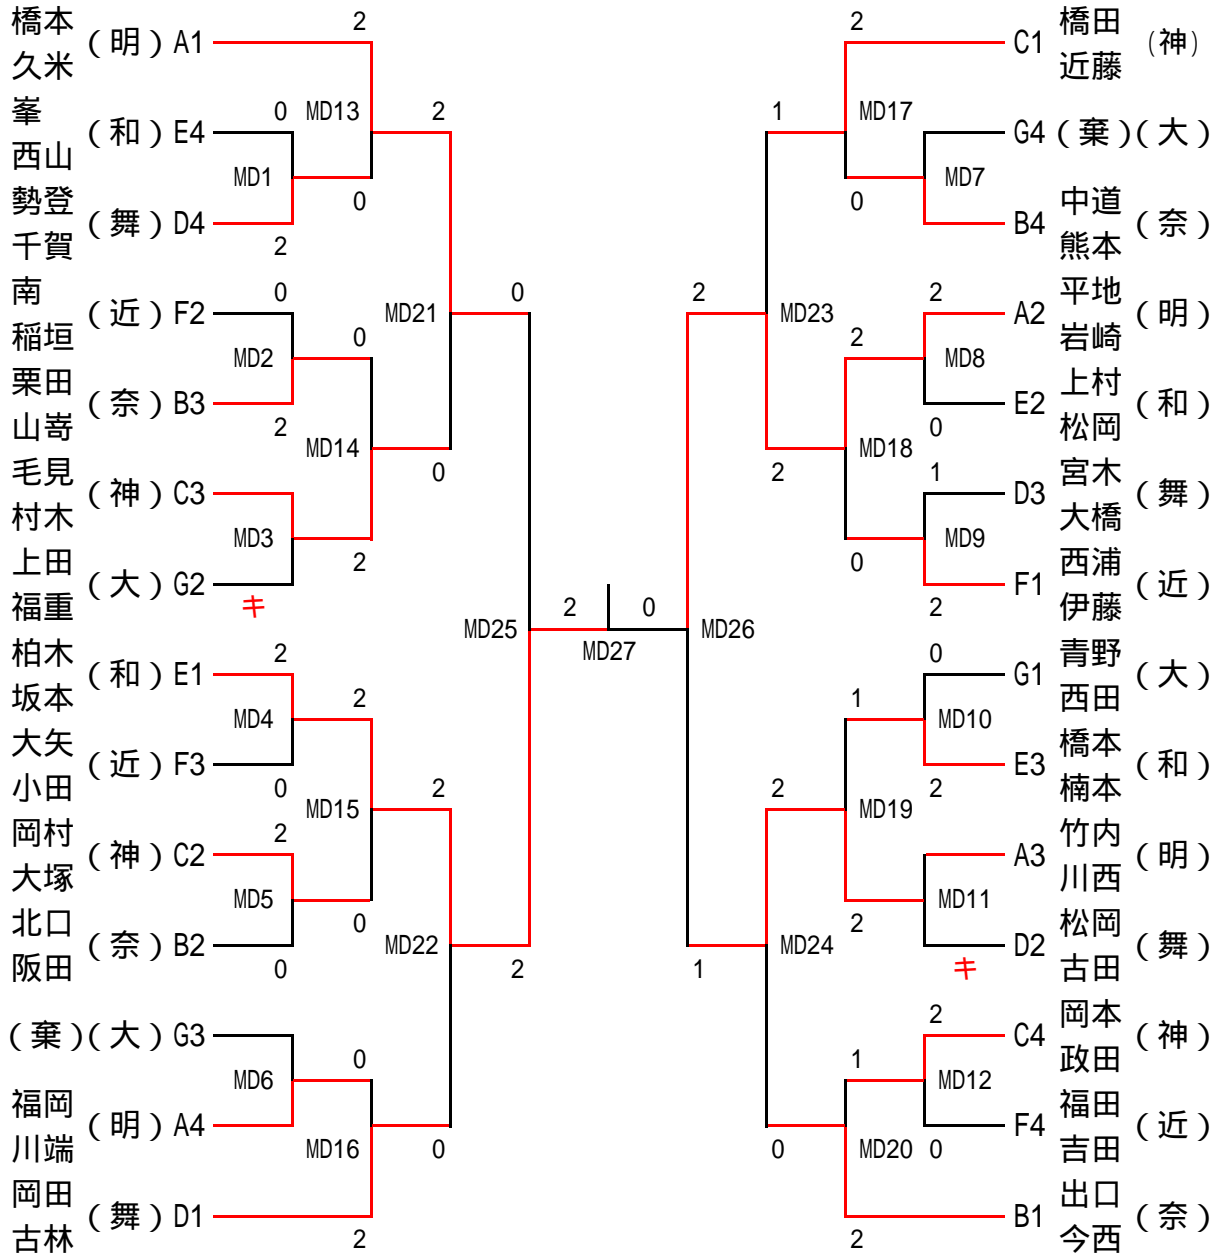 橋本
久米
(明) A1
2
峯
西山
(和) E4
0
MD13
2
MD1
0
勢登
千賀
(舞) D4
2
南
稲垣
(近) F2
0
MD21
0
MD2
0
栗田
山嵜
(奈) B3
2
MD14
0
毛見
村木
(神) C3
MD3
2
上田
福重
(大) G2
キ
MD25
2
0
MD27
柏木
坂本
(和) E1
2
MD4
2
大矢
小田
(近) F3
0
MD15
2
岡村
大塚
(神) C2
2
MD5
0
北口
阪田
(奈) B2
0
MD22
2
(棄)(大) G3
0
MD6
福岡
川端
(明) A4
MD16
0
岡田
古林
(舞) D1
2
2
C1
橋田
近藤
(神)
1
MD17
G4 (棄)(大)
MD7
0
B4
中道
熊本
(奈)
2
MD23
2
2
A2
平地
岩崎
(明)
MD8
E2
上村
松岡
(和)
0
2
MD18
1
D3
宮木
大橋
(舞)
MD9
0
F1
西浦
伊藤
(近)
2
MD26
0
G1
青野
西田
(大)
1
MD10
E3
橋本
楠本
(和)
2
2
MD19
A3
竹内
川西
(明)
MD11
2
D2
松岡
古田
(舞)
キ
MD24
1
2
C4
岡本
政田
(神)
1
MD12
F4
福田
吉田
(近)
0
MD20
0
B1
出口
今西
(奈)
2